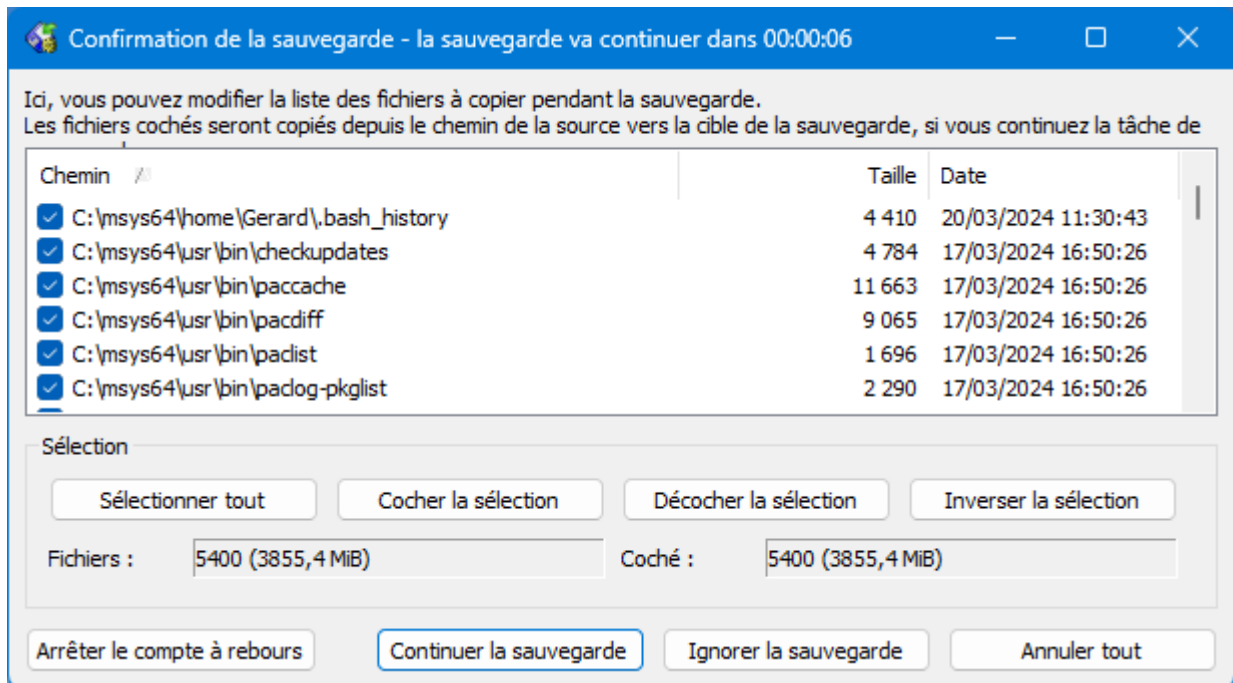 Confirmation de la sauvegarde - la sauvegarde va continuer dans 00:00:06
Ici, vous pouvez modifier la liste des fichiers à copier pendant la sauvegarde.
Les fichiers cochés seront copiés depuis le chemin de la source vers la cible de la sauvegarde, si vous continuez la tâche de
Chemin Taille Date
C:\msys64\home\Gerard\.bash_history 4 410 20/03/2024 11:30:43
C:\msys64\usr\bin\checkupdates 4 784 17/03/2024 16:50:26
C:\msys64\usr\bin\paccache 11 663 17/03/2024 16:50:26
C:\msys64\usr\bin\pacdiff 9 065 17/03/2024 16:50:26
C:\msys64\usr\bin\paclist 1 696 17/03/2024 16:50:26
C:\msys64\usr\bin\paclog-pkglist 2 290 17/03/2024 16:50:26
Sélection
Sélectionner tout Cocher la sélection Décocher la sélection Inverser la sélection
Fichiers : 5400 (3855,4 MiB) Coché : 5400 (3855,4 MiB)
Arrêter le compte à rebours Continuer la sauvegarde Ignorer la sauvegarde Annuler tout